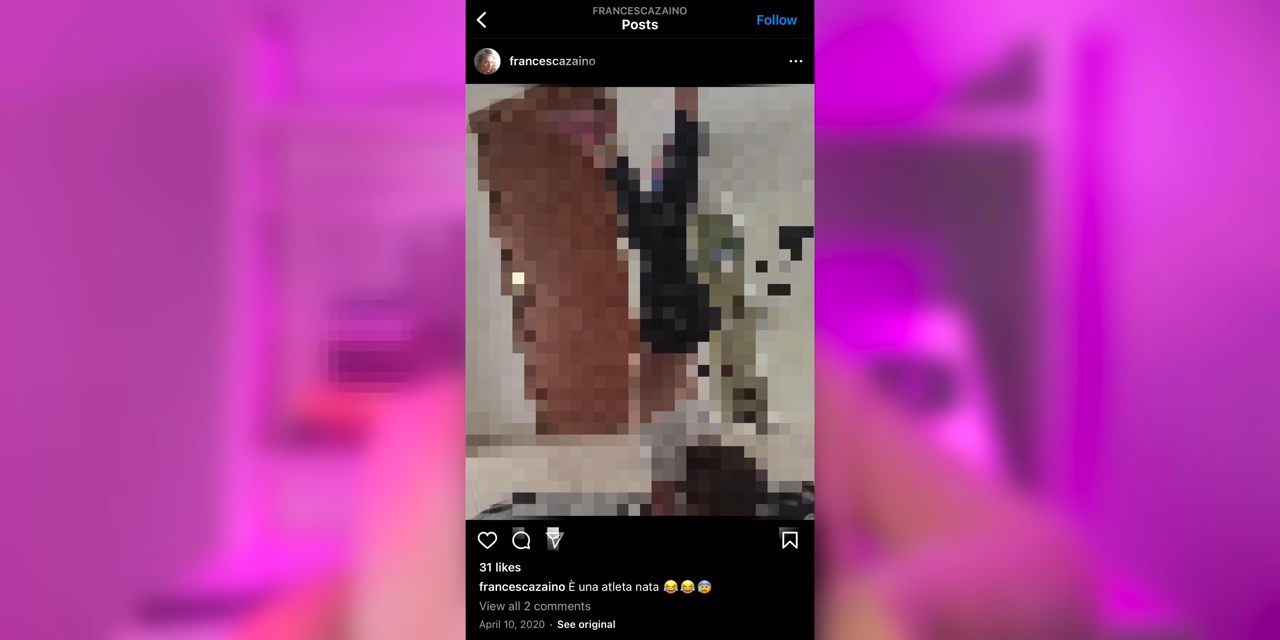 FRANCESCAZAINO
Posts
Follow
francescazaino
31 likes
francescazaino È una atleta nata 😂😂😰
View all 2 comments
April 10, 2020 · See original